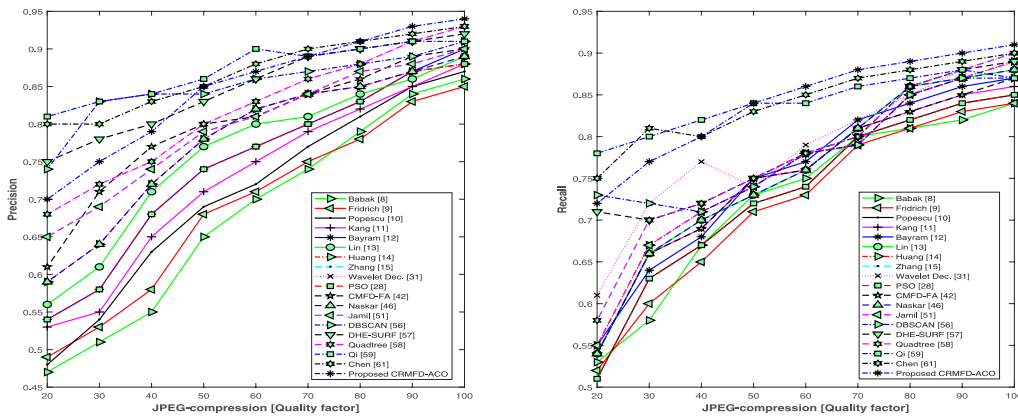 0.95
0.9
0.85
0.8
0.75
0.7
0.65
0.6
0.55
0.5
0.45
Precision
20 30 40 50 60 70 80 90 100
JPEG-compression [Quality factor]
Babak [8]
Fridrich [9]
Popescu [10]
Kang [11]
Bayram [12]
Lin [13]
Huang [14]
Zhang [15]
Wavelet Dec. [31]
PSO [28]
CMFD-FA [42]
Naskar [46]
Jamil [51]
DBSCAN [56]
DHE-SURF [57]
Quadtree [58]
Qi [59]
Chen [61]
Proposed CRMFD-ACO
0.95
0.9
0.85
0.8
0.75
0.7
0.65
0.6
0.55
0.5
Recall
20 30 40 50 60 70 80 90 100
JPEG-compression [Quality factor]
Babak [8]
Fridrich [9]
Popescu [10]
Kang [11]
Bayram [12]
Lin [13]
Huang [14]
Zhang [15]
Wavelet Dec. [31]
PSO [28]
CMFD-FA [42]
Naskar [46]
Jamil [51]
DBSCAN [56]
DHE-SURF [57]
Quadtree [58]
Qi [59]
Chen [61]
Proposed CRMFD-ACO